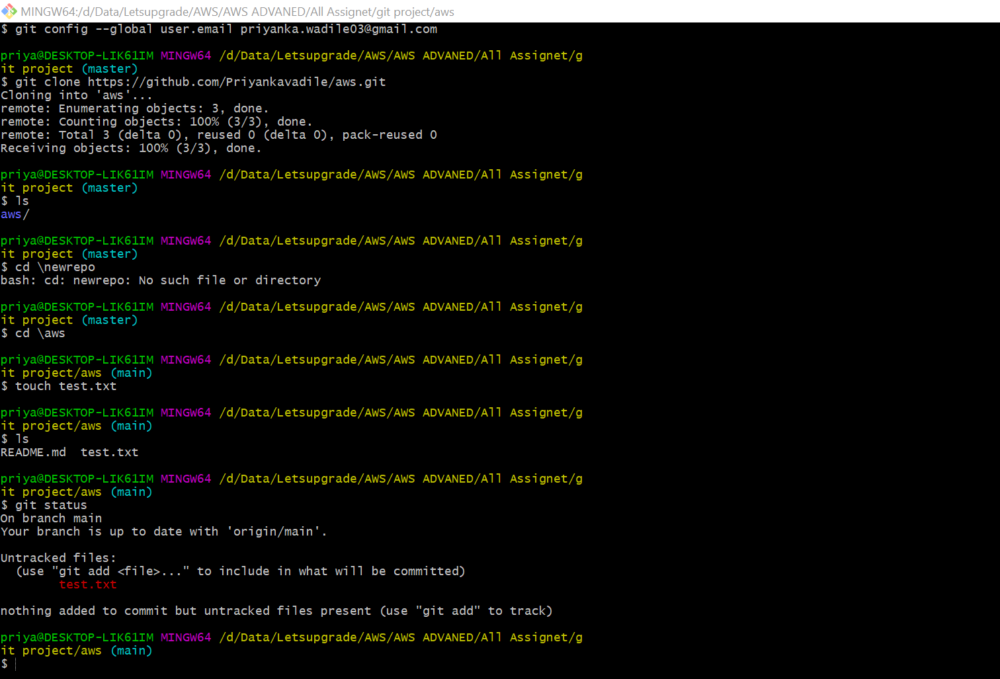 MINGW64:/d/Data/Letsupgrade/AWS/AWS ADVANED/All Assignet/git project/aws
$ git config --global user.email priyanka.wadile03@gmail.com
priya@DESKTOP-LIK61IM MINGW64 /d/Data/Letsupgrade/AWS/AWS ADVANED/All Assignet/g
it project (master)
$ git clone https://github.com/Priyankavadile/aws.git
Cloning into 'aws'...
remote: Enumerating objects: 3, done.
remote: Counting objects: 100% (3/3), done.
remote: Total 3 (delta 0), reused 0 (delta 0), pack-reused 0
Receiving objects: 100% (3/3), done.
priya@DESKTOP-LIK61IM MINGW64 /d/Data/Letsupgrade/AWS/AWS ADVANED/All Assignet/g
it project (master)
$ ls
aws/
priya@DESKTOP-LIK61IM MINGW64 /d/Data/Letsupgrade/AWS/AWS ADVANED/All Assignet/g
it project (master)
$ cd \newrepo
bash: cd: newrepo: No such file or directory
priya@DESKTOP-LIK61IM MINGW64 /d/Data/Letsupgrade/AWS/AWS ADVANED/All Assignet/g
it project (master)
$ cd \aws
priya@DESKTOP-LIK61IM MINGW64 /d/Data/Letsupgrade/AWS/AWS ADVANED/All Assignet/g
it project/aws (main)
$ touch test.txt
priya@DESKTOP-LIK61IM MINGW64 /d/Data/Letsupgrade/AWS/AWS ADVANED/All Assignet/g
it project/aws (main)
$ ls
README.md  test.txt
priya@DESKTOP-LIK61IM MINGW64 /d/Data/Letsupgrade/AWS/AWS ADVANED/All Assignet/g
it project/aws (main)
$ git status
On branch main
Your branch is up to date with 'origin/main'.
Untracked files:
(use "git add <file>..." to include in what will be committed)
test.txt
nothing added to commit but untracked files present (use "git add" to track)
priya@DESKTOP-LIK61IM MINGW64 /d/Data/Letsupgrade/AWS/AWS ADVANED/All Assignet/g
it project/aws (main)
$